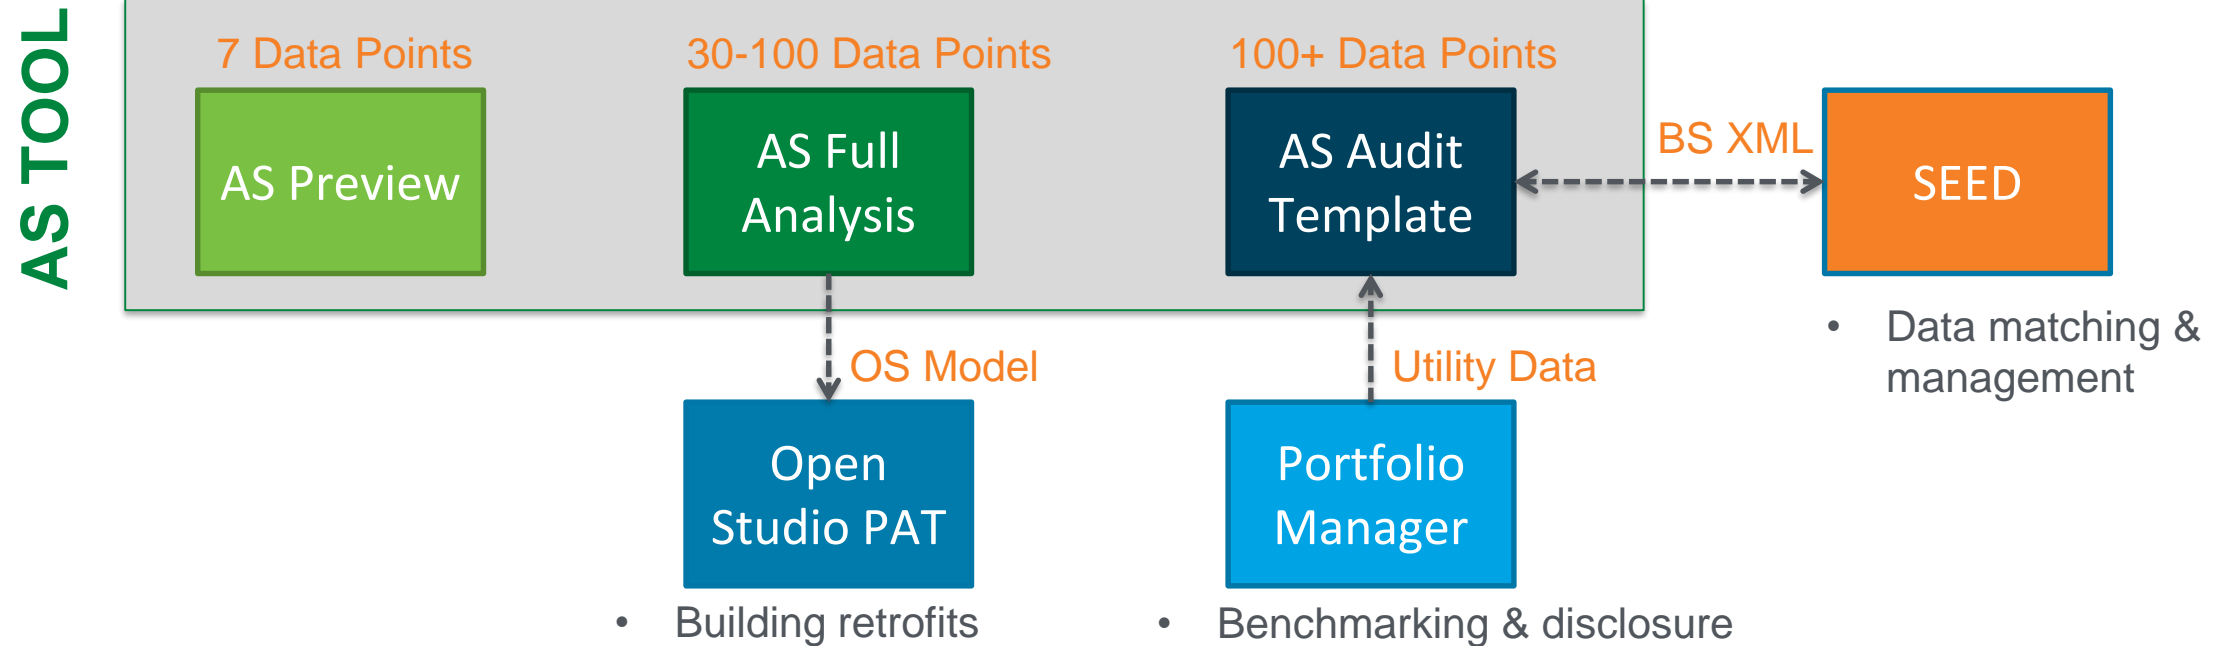 AS TOOL
7 Data Points
30-100 Data Points
100+ Data Points
AS Preview
AS Full
Analysis
AS Audit
Template
BS XML
SEED
• Data matching &
management
OS Model
Utility Data
Open
Studio PAT
Portfolio
Manager
• Building retrofits
• Benchmarking & disclosure